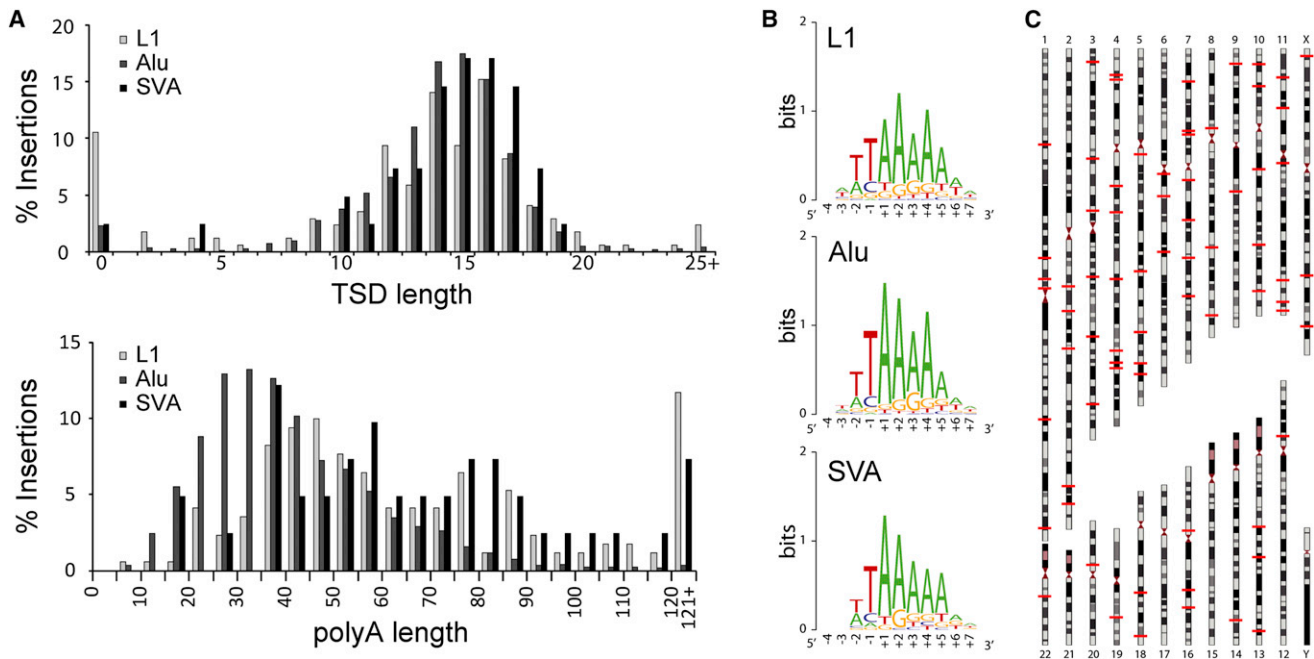 A
20
15
10
5
0
% Insertions
L1
Alu
SVA
0 5 10 15 20 25+
TSD length
15
10
5
0
% Insertions
L1
Alu
SVA
0 10 20 30 40 50 60 70 80 90 100 110 120 121+
polyA length
B
L1
2
1
0
bits
5′ -4 -3 -2 -1 +1 +2 +3 +4 +5 +6 +7 3′
Alu
2
1
0
bits
5′ -4 -3 -2 -1 +1 +2 +3 +4 +5 +6 +7 3′
SVA
2
1
0
bits
5′ -4 -3 -2 -1 +1 +2 +3 +4 +5 +6 +7 3′
C
1 2 3 4 5 6 7 8 9 10 11 X
22 21 20 19 18 17 16 15 14 13 12 Y